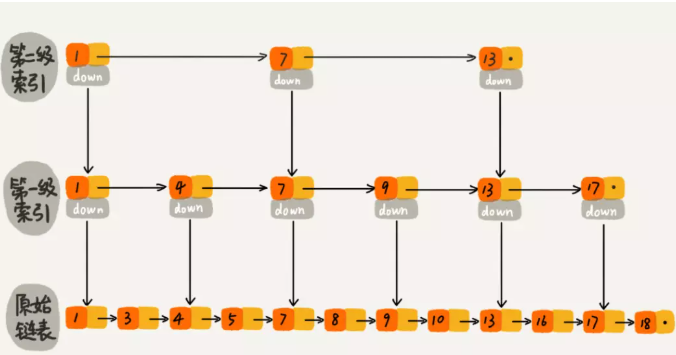 第二级
索引
1 7 13
down down down
第一级
索引
1 4 7 9 13 17
down down down down down down
原始
链表
1 3 4 5 7 8 9 10 13 16 17 18